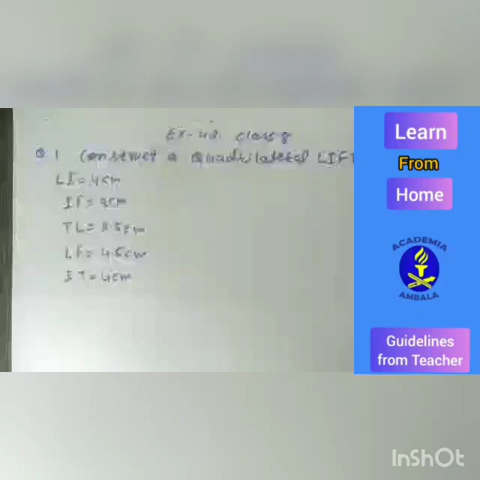 Ex-4.2 class 8
Q 1 Construct a Quadrilateral LIFT
LI = 4cm
IF = 3cm
TL = 2.5cm
LF = 4.5cm
IT = 4cm
Learn
From
Home
ACADEMIA
AMBALA
Guidelines
from Teacher
InShOt